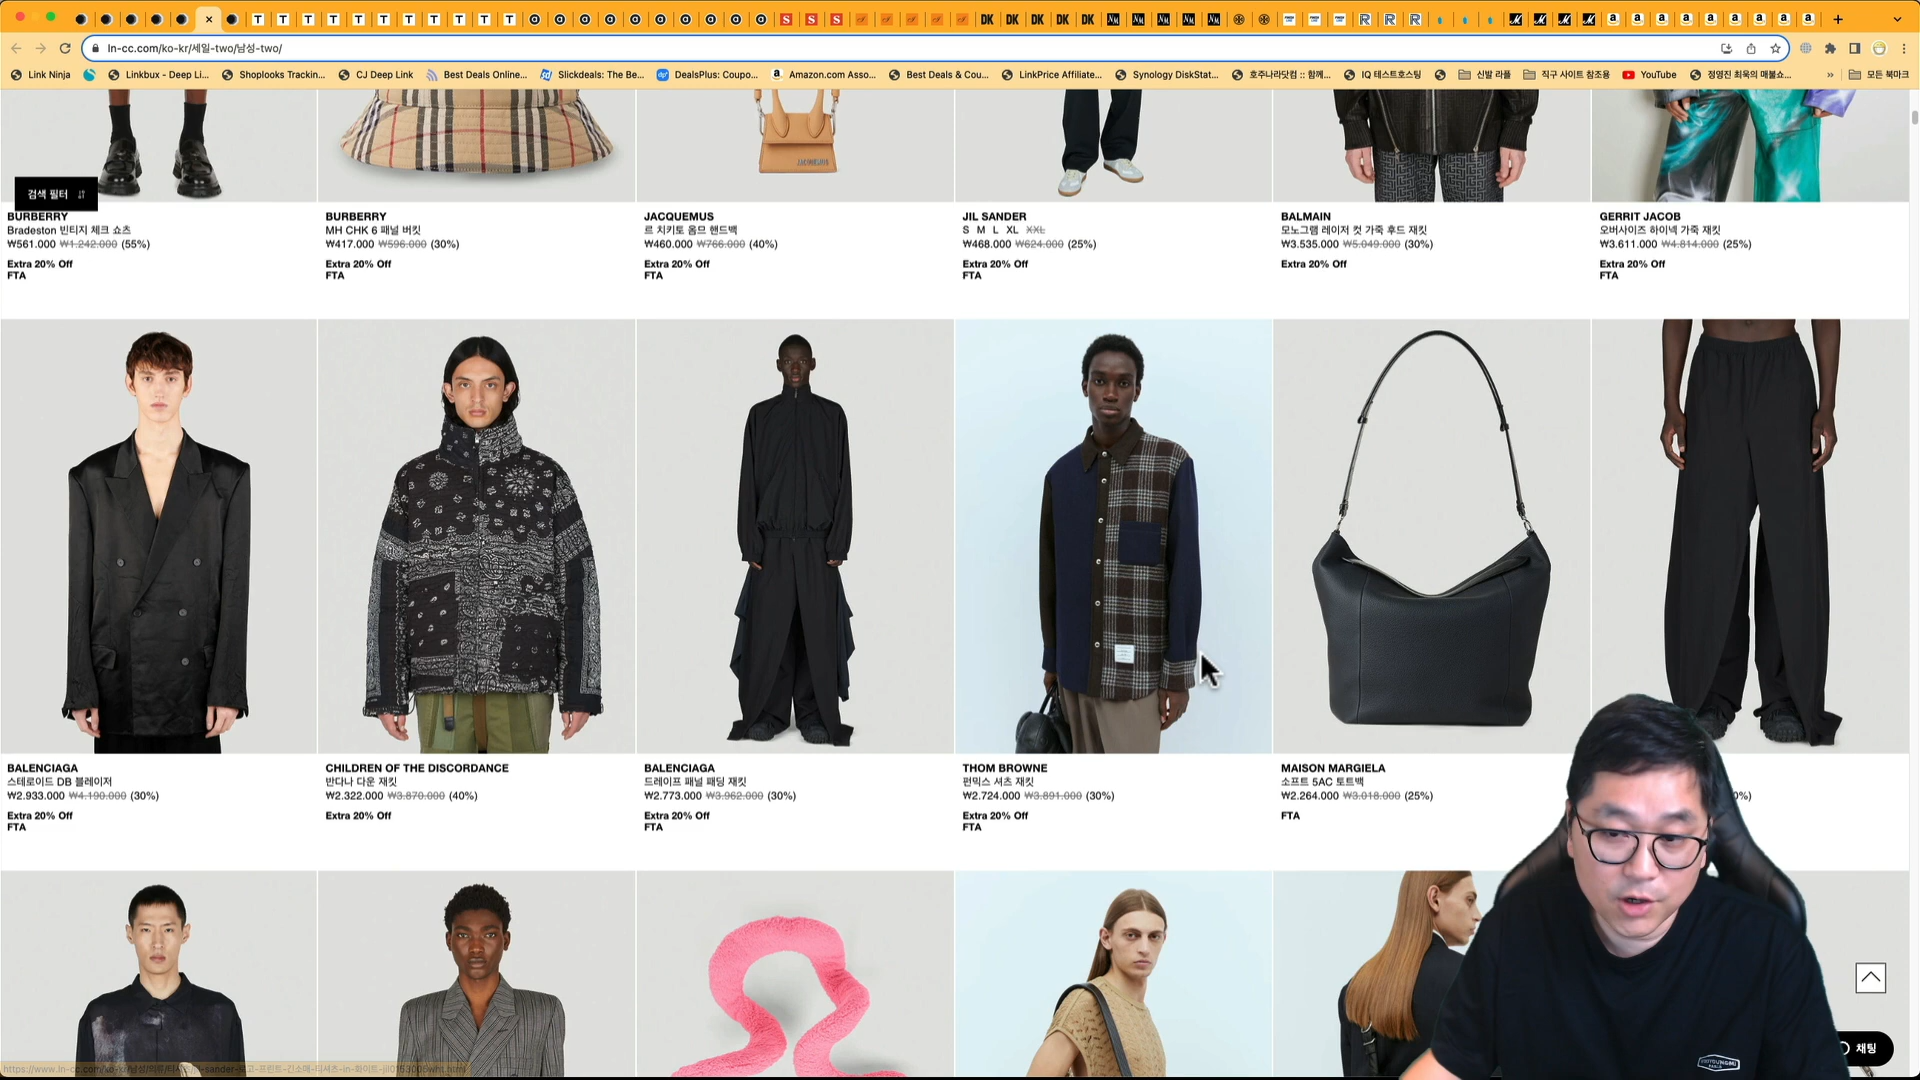 ln-cc.com/ko-kr/세일-two/남성-two/
Link Ninja
Linkbux - Deep Li...
Shoplooks Trackin...
CJ Deep Link
Best Deals Online...
Slickdeals: The Be...
DealsPlus: Coupo...
Amazon.com Asso...
Best Deals & Cou...
LinkPrice Affiliate...
Synology DiskStat...
호주나라닷컴 :: 함께...
IQ 테스트호스팅
신발 라플
직구 사이트 참조용
YouTube
정영진 최욱의 매불쇼...
모든 북마크
JACQUEMUS
검색 필터
BURBERRY
Bradeston 빈티지 체크 쇼츠
₩561.000 ₩1.242.000 (55%)
Extra 20% Off
FTA
BURBERRY
MH CHK 6 패널 버킷
₩417.000 ₩596.000 (30%)
Extra 20% Off
FTA
JACQUEMUS
르 치키토 옴므 핸드백
₩460.000 ₩766.000 (40%)
Extra 20% Off
FTA
JIL SANDER
S M L XL XXL
₩468.000 ₩624.000 (25%)
Extra 20% Off
FTA
BALMAIN
모노그램 레이저 컷 가죽 후드 재킷
₩3.535.000 ₩5.049.000 (30%)
Extra 20% Off
GERRIT JACOB
오버사이즈 하이넥 가죽 재킷
₩3.611.000 ₩4.814.000 (25%)
Extra 20% Off
FTA
BALENCIAGA
스테로이드 DB 블레이저
₩2.933.000 ₩4.190.000 (30%)
Extra 20% Off
FTA
CHILDREN OF THE DISCORDANCE
반다나 다운 재킷
₩2.322.000 ₩3.870.000 (40%)
Extra 20% Off
BALENCIAGA
드레이프 패널 패딩 재킷
₩2.773.000 ₩3.962.000 (30%)
Extra 20% Off
FTA
THOM BROWNE
펀믹스 셔츠 재킷
₩2.724.000 ₩3.891.000 (30%)
Extra 20% Off
FTA
MAISON MARGIELA
소프트 5AC 토트백
₩2.264.000 ₩3.018.000 (25%)
FTA
채팅